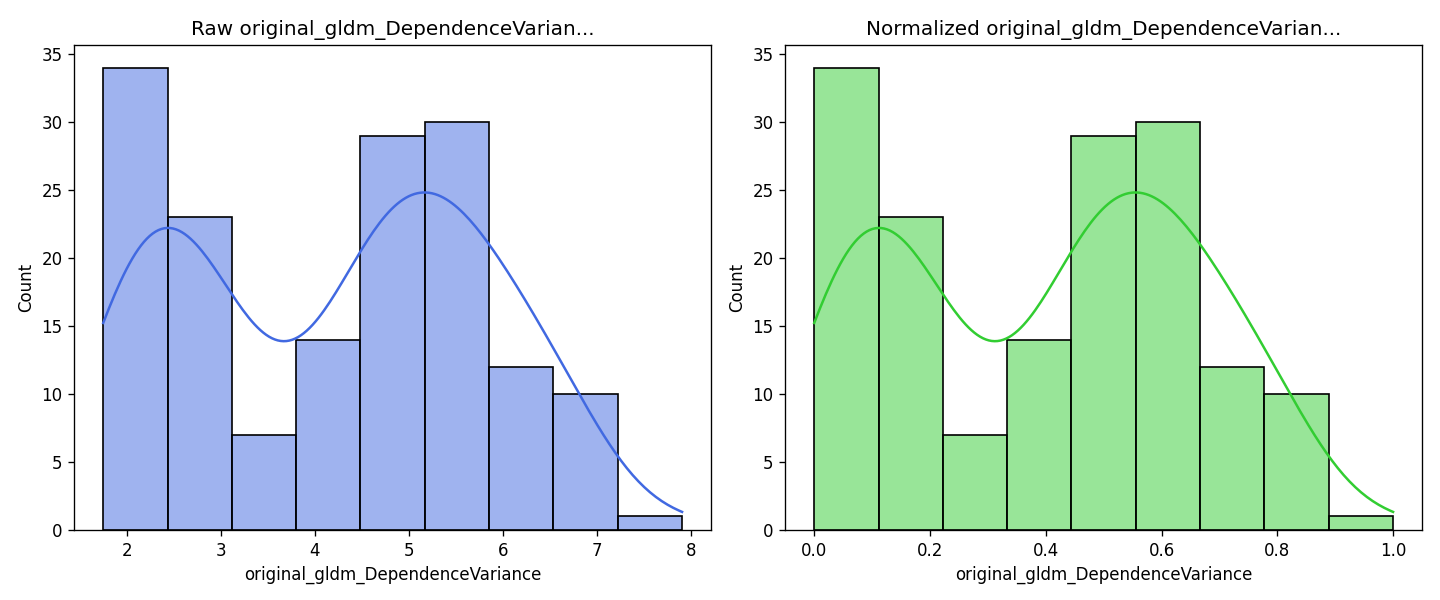 Raw original_gldm_DependenceVarian...
35
30
25
20
15
10
5
0
Count
2 3 4 5 6 7 8
original_gldm_DependenceVariance
Normalized original_gldm_DependenceVarian...
35
30
25
20
15
10
5
0
Count
0.0 0.2 0.4 0.6 0.8 1.0
original_gldm_DependenceVariance